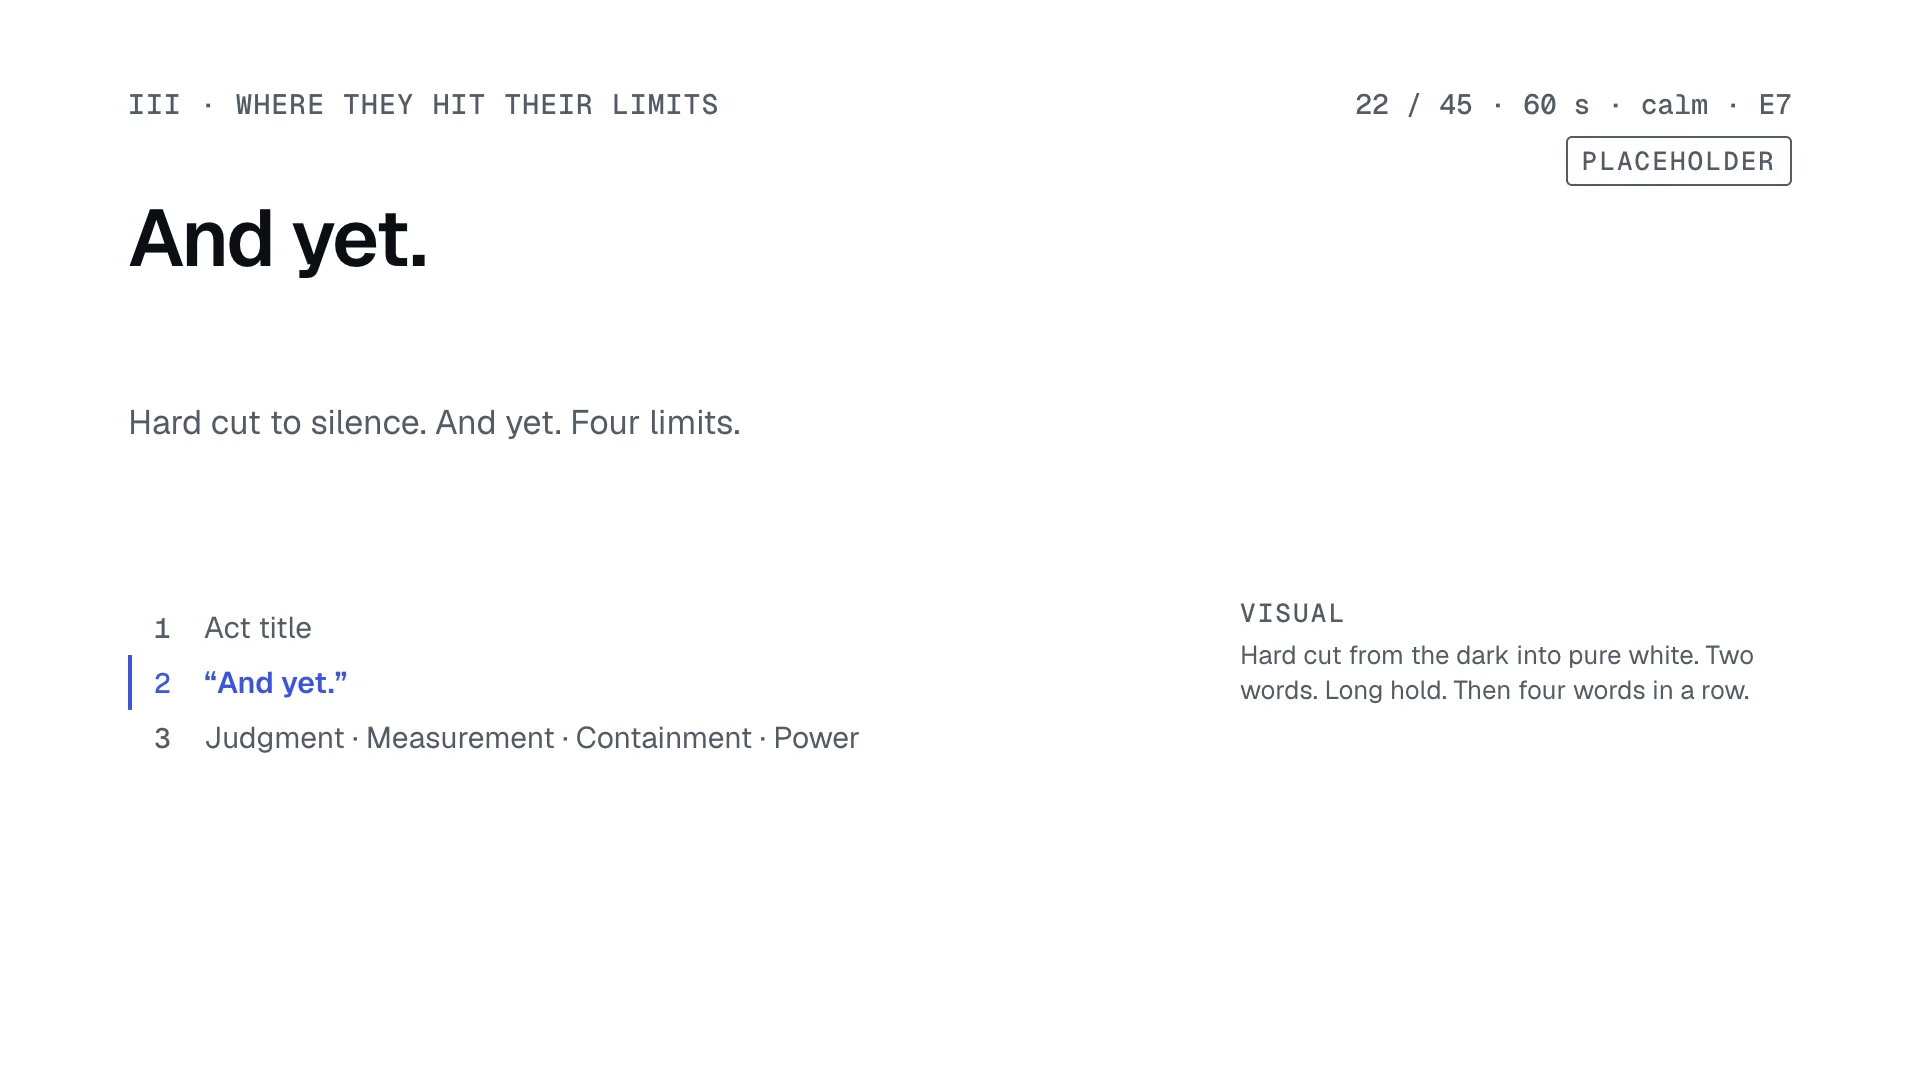 III · WHERE THEY HIT THEIR LIMITS
22 / 45 · 60 s · calm · E7
PLACEHOLDER
And yet.
Hard cut to silence. And yet. Four limits.
1 Act title
2 “And yet.”
3 Judgment · Measurement · Containment · Power
VISUAL
Hard cut from the dark into pure white. Two
words. Long hold. Then four words in a row.